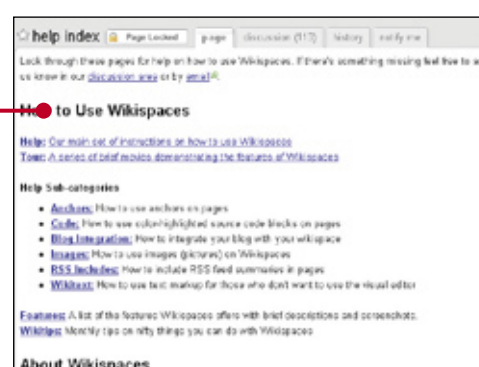 help index Page Locked page discussion (117) history notify me
Look through these pages for help on how to use Wikispaces. If there's something missing feel free to
us know in our discussion area or by email.
How to Use Wikispaces
Help: Our main set of instructions on how to use Wikispaces
Tour: A series of brief movies demonstrating the features of Wikispaces
Help Sub-categories
Anchors: How to use anchors on pages
Code: How to use color-highlighted source code blocks on pages
Blog Integration: How to integrate your blog with your wikispace
Images: How to use images (pictures) on Wikispaces
RSS Includes: How to include RSS feed summaries in pages
Wikitext: How to use text markup for those who don't want to use the visual editor
Features: A list of the features Wikispaces offers with brief descriptions and screenshots.
Wikitips: Monthly tips on nifty things you can do with Wikispaces
About Wikispaces